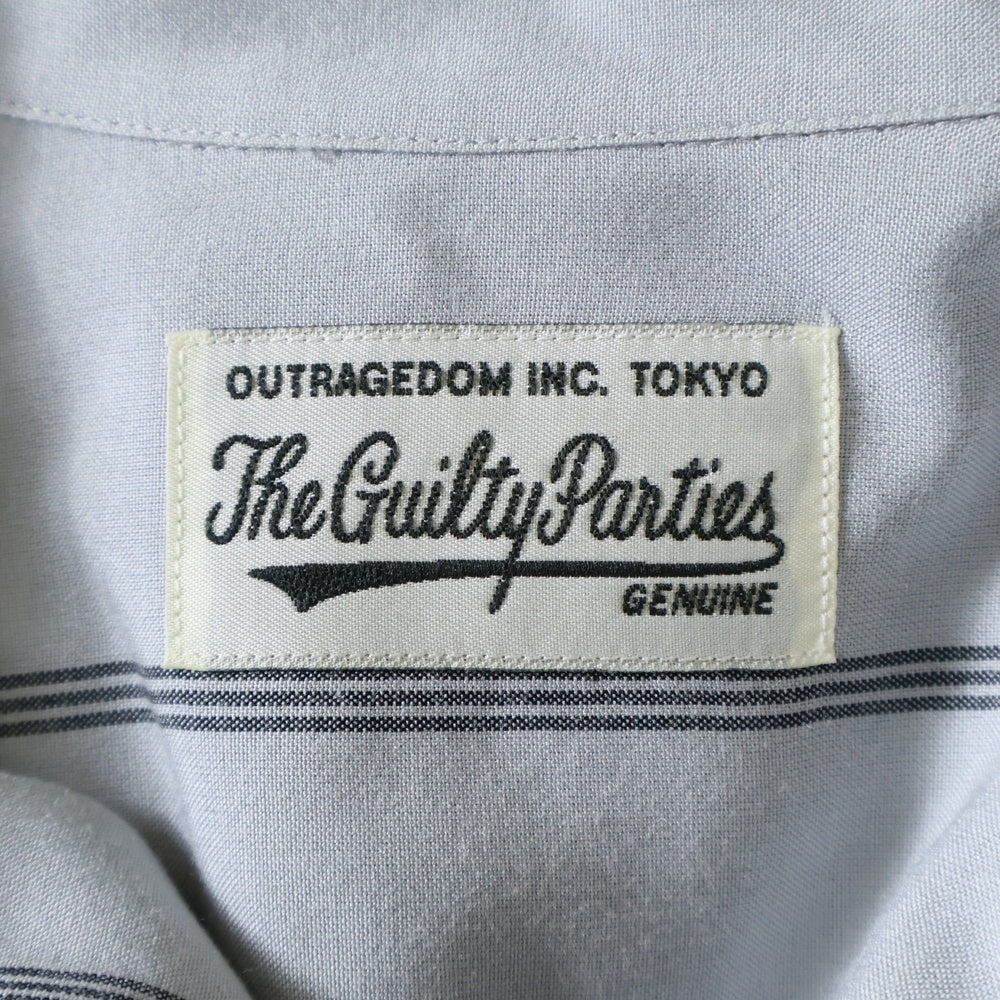 OUTRAGEDOM INC. TOKYO
The Guilty Parties
GENUINE